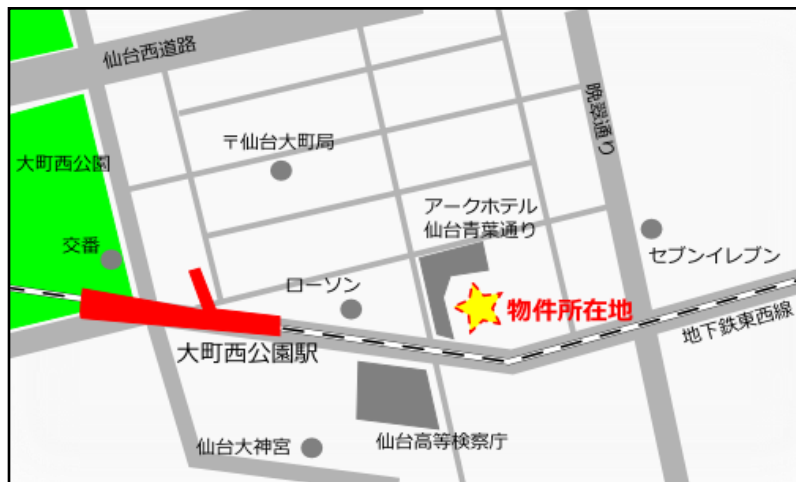 仙台西道路
晩翠通り
大町西公園
〒仙台大町局
アークホテル
仙台青葉通り
交番
セブンイレブン
ローソン
物件所在地
地下鉄東西線
大町西公園駅
仙台大神宮
仙台高等検察庁